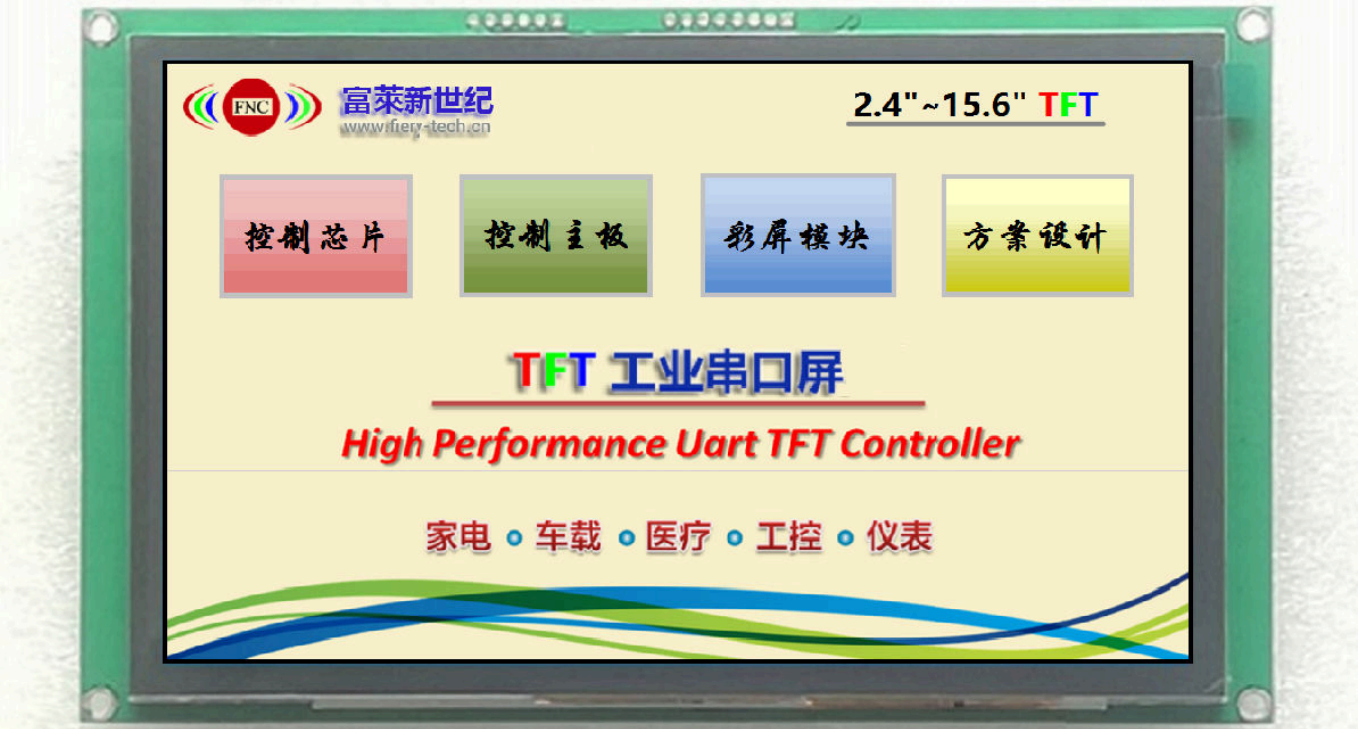 FNC
富莱新世纪
www.fiery-tech.cn
2.4"~15.6" TFT
控制芯片
控制主板
彩屏模块
方案设计
TFT 工业串口屏
High Performance Uart TFT Controller
家电 • 车载 • 医疗 • 工控 • 仪表